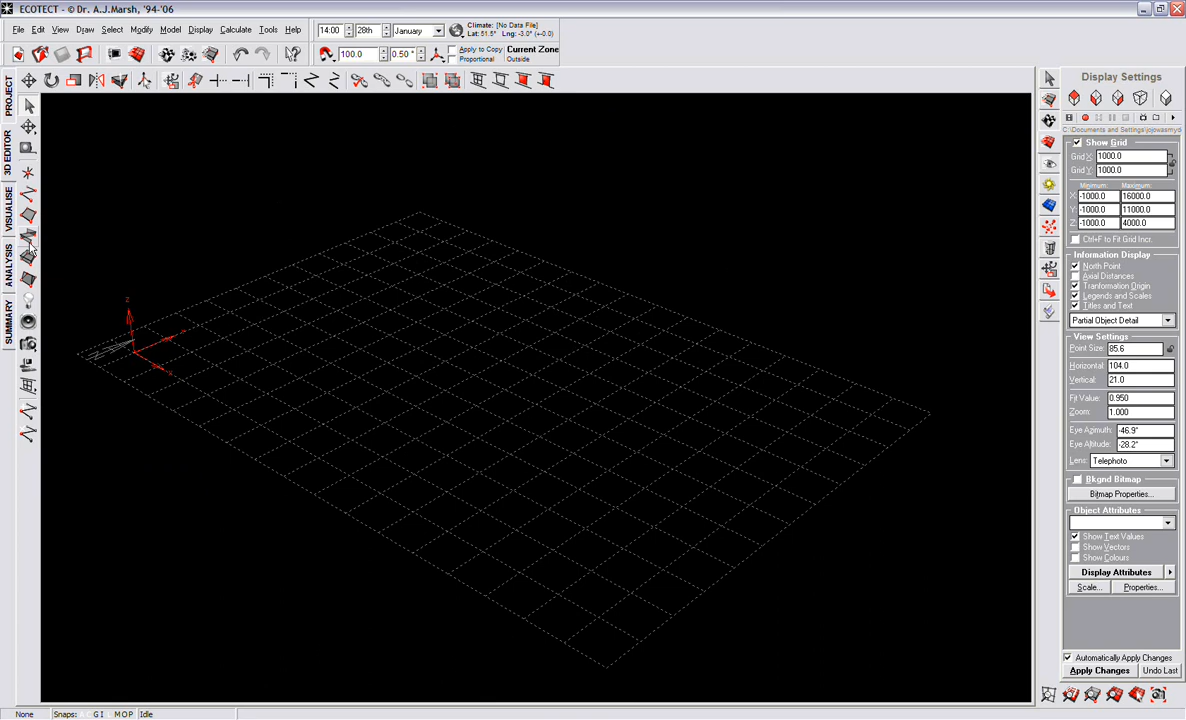 ECOTECT - © Dr. A.J.Marsh, '94-'06
File Edit View Draw Select Modify Model Display Calculate Tools Help
14:00 28th January
Climate: [No Data File]
Lat: 51.5° Lng: -3.0° (+-0.0)
100.0 0.50 °
Apply to Copy
Proportional
Current Zone
Outside
PROJECT
3D EDITOR
VISUALISE
ANALYSIS
SUMMARY
Z
X
N
Display Settings
Show Grid
Grid X: 1000.0
Grid Y: 1000.0
Minimum: Maximum:
X: -1000.0 16000.0
Y: -1000.0 11000.0
Z: -1000.0 4000.0
Ctrl+F to Fit Grid Incr.
Information Display
North Point
Axial Distances
Tranformation Origin
Legends and Scales
Titles and Text
Partial Object Detail
View Settings
Point Size: 85.6
Horizontal: 104.0
Vertical: 21.0
Fit Value: 0.950
Zoom: 1.000
Eye Azimuth: -46.9°
Eye Altitude: -28.2°
Lens: Telephoto
Bkgnd Bitmap
Bitmap Properties...
Object Attributes
Show Text Values
Show Vectors
Show Colours
Display Attributes
Scale... Properties...
Automatically Apply Changes
Apply Changes Undo Last
None Snaps: GI MOP Idle